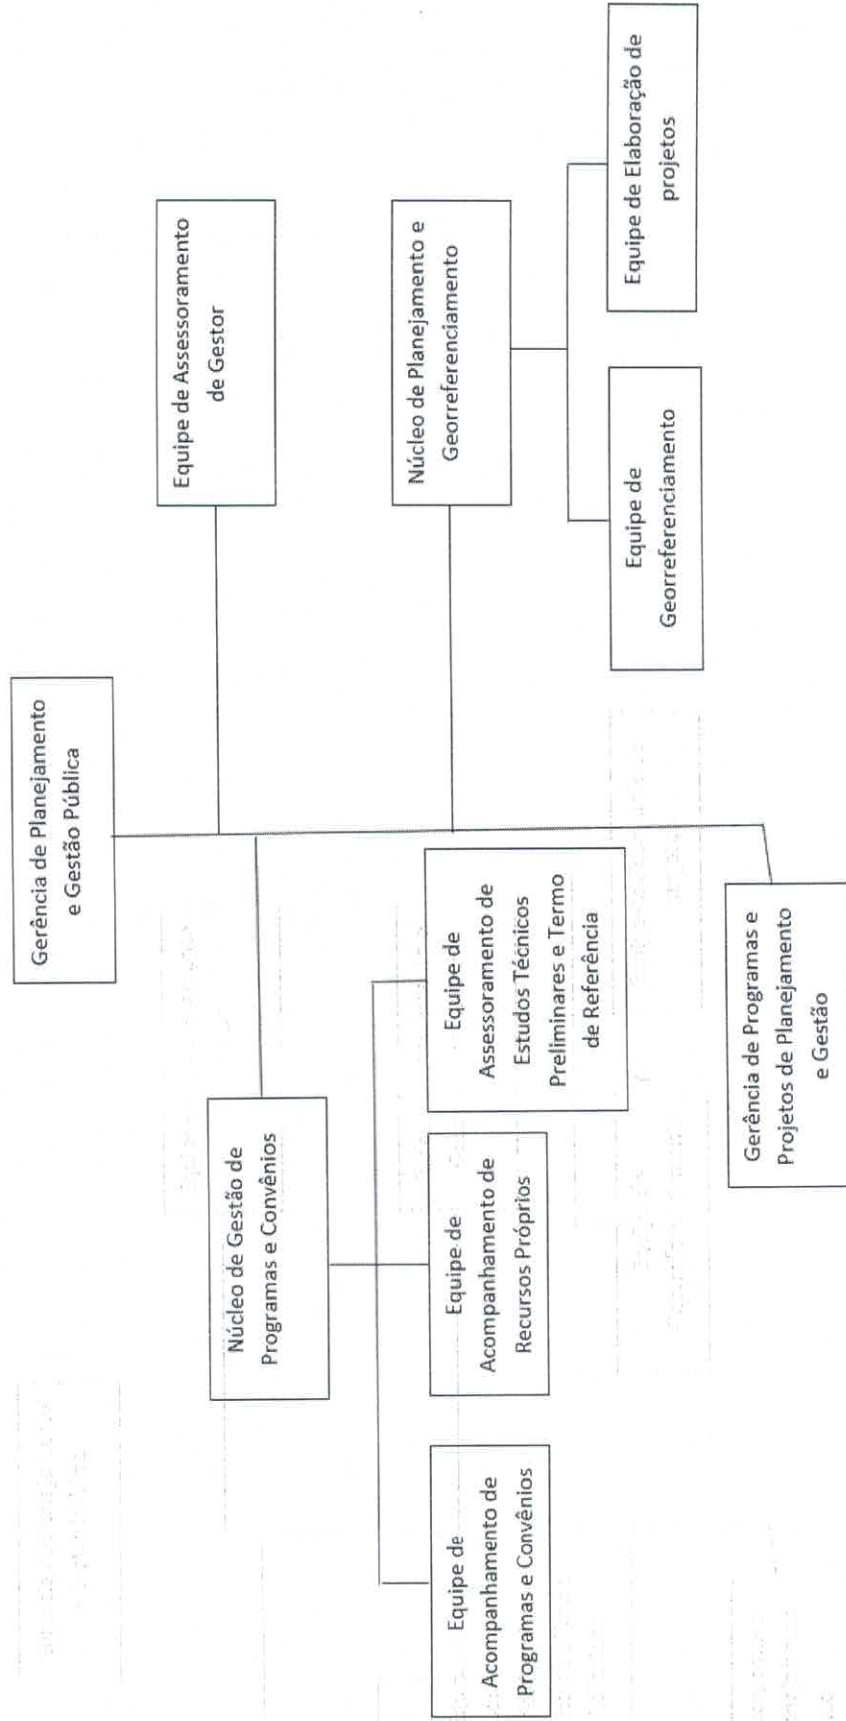 Gerência de Planejamento
e Gestão Pública
Equipe de Assessoramento
de Gestor
Núcleo de Gestão de
Programas e Convênios
Núcleo de Planejamento e
Georreferenciamento
Equipe de
Acompanhamento de
Programas e Convênios
Equipe de
Acompanhamento de
Recursos Próprios
Equipe de
Assessoramento de
Estudos Técnicos
Preliminares e Termo
de Referência
Equipe de
Georreferenciamento
Equipe de Elaboração de
projetos
Gerência de Programas e
Projetos de Planejamento
e Gestão